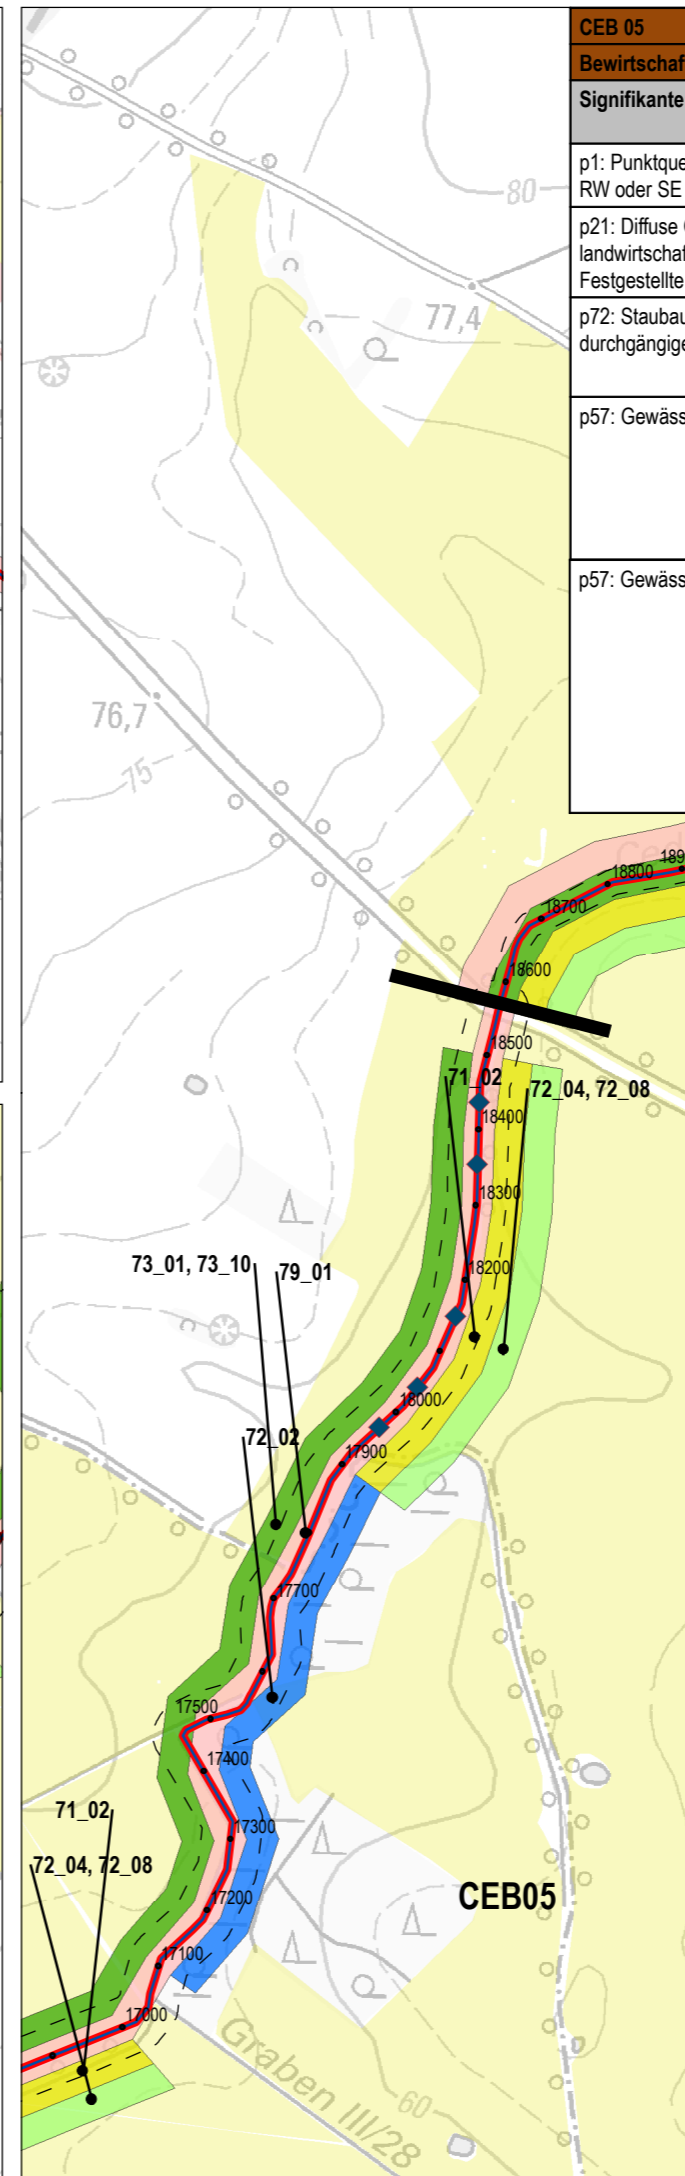 CEB 05
Bewirtschaf
Signifikante
p1: Punktque
RW oder SE
p21: Diffuse
landwirtschaf
Festgestellte
p72: Staubau
durchgängige
p57: Gewäss
p57: Gewäss
80
77,4
76,7
75
Ced
189
18800
18700
18600
18500
71_02
72_04, 72_08
18400
18300
73_01, 73_10
79_01
18200
18000
72_02
17900
17700
17500
17400
71_02
17300
72_04, 72_08
CEB05
17200
17100
17000
Graben III/28
60